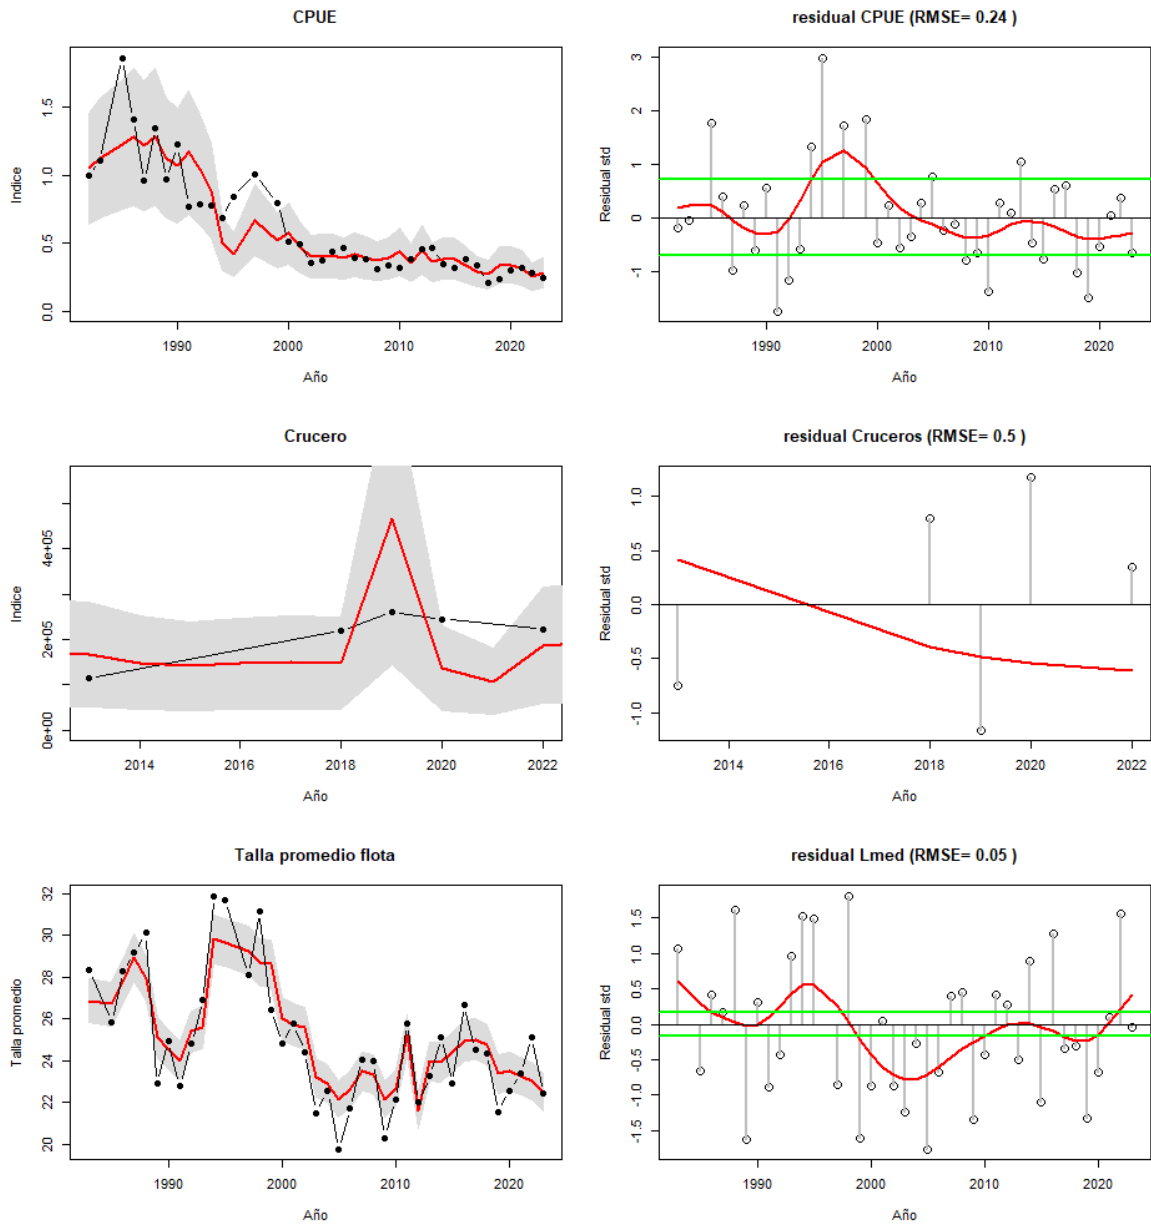 CPUE
Indice
0.0 0.5 1.0 1.5
1990 2000 2010 2020
Año
residual CPUE (RMSE= 0.24 )
Residual std
-1 0 1 2 3
1990 2000 2010 2020
Año
Crucero
Indice
0e+00 2e+05 4e+05
2014 2016 2018 2020 2022
Año
residual Cruceros (RMSE= 0.5 )
Residual std
-1.0 -0.5 0.0 0.5 1.0
2014 2016 2018 2020 2022
Año
Talla promedio flota
Talla promedio
20 22 24 26 28 30 32
1990 2000 2010 2020
Año
residual Lmed (RMSE= 0.05 )
Residual std
-1.5 -1.0 -0.5 0.0 0.5 1.0 1.5
1990 2000 2010 2020
Año